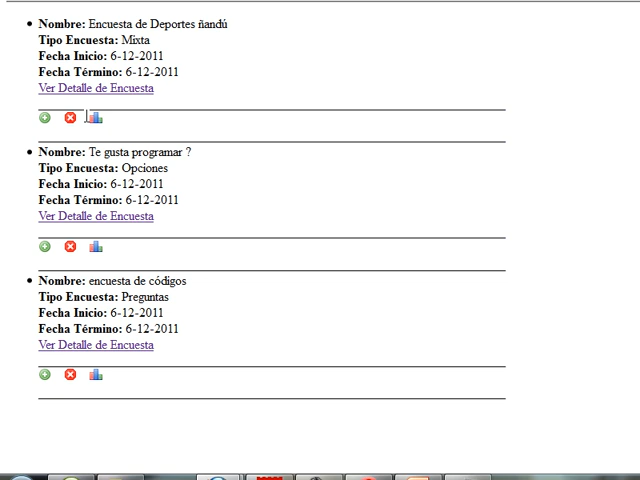 Nombre: Encuesta de Deportes ñandú
Tipo Encuesta: Mixta
Fecha Inicio: 6-12-2011
Fecha Término: 6-12-2011
Ver Detalle de Encuesta
Nombre: Te gusta programar ?
Tipo Encuesta: Opciones
Fecha Inicio: 6-12-2011
Fecha Término: 6-12-2011
Ver Detalle de Encuesta
Nombre: encuesta de códigos
Tipo Encuesta: Preguntas
Fecha Inicio: 6-12-2011
Fecha Término: 6-12-2011
Ver Detalle de Encuesta